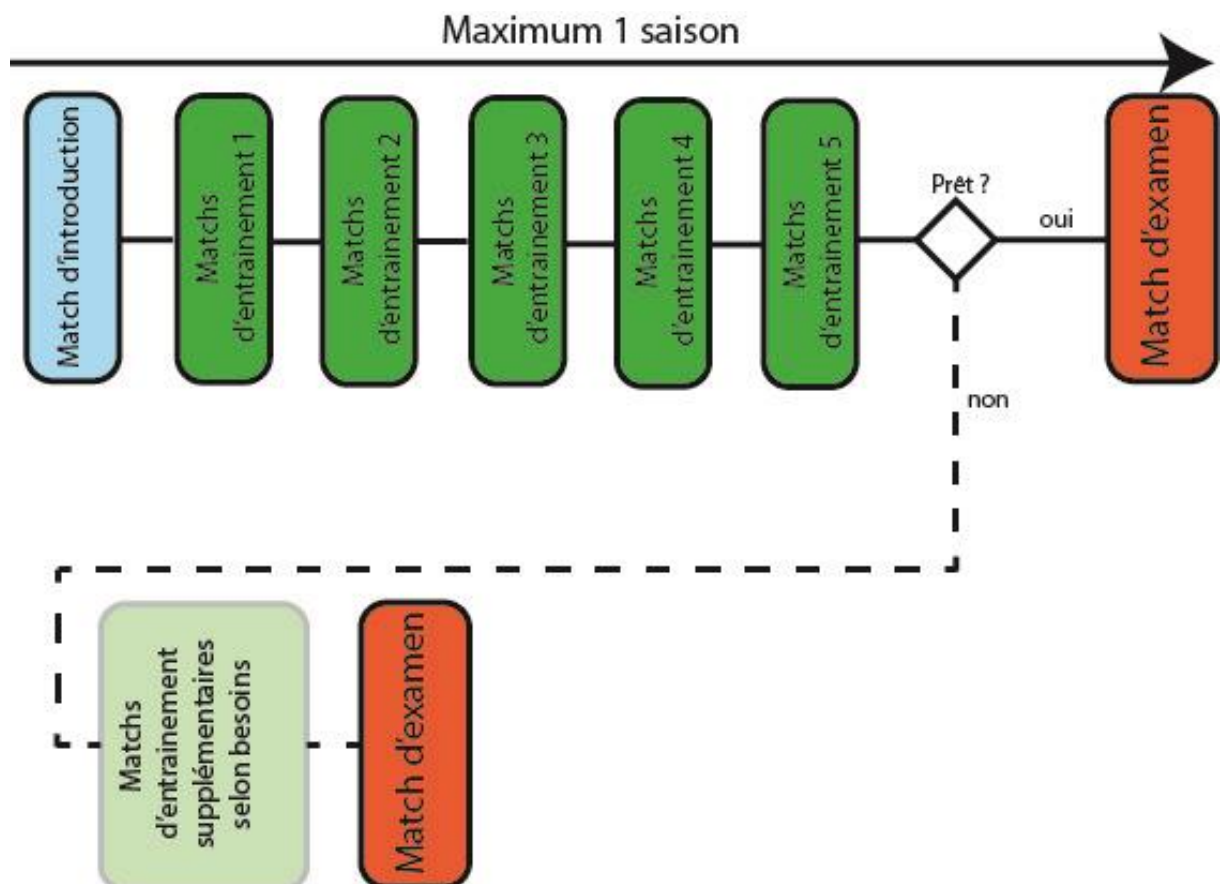 Maximum 1 saison
Match d'introduction
Matchs
d'entrainement 1
Matchs
d'entrainement 2
Matchs
d'entrainement 3
Matchs
d'entrainement 4
Matchs
d'entrainement 5
Prêt ?
oui
Match d'examen
non
Matchs
d'entrainement
supplémentaires
selon besoins
Match d'examen